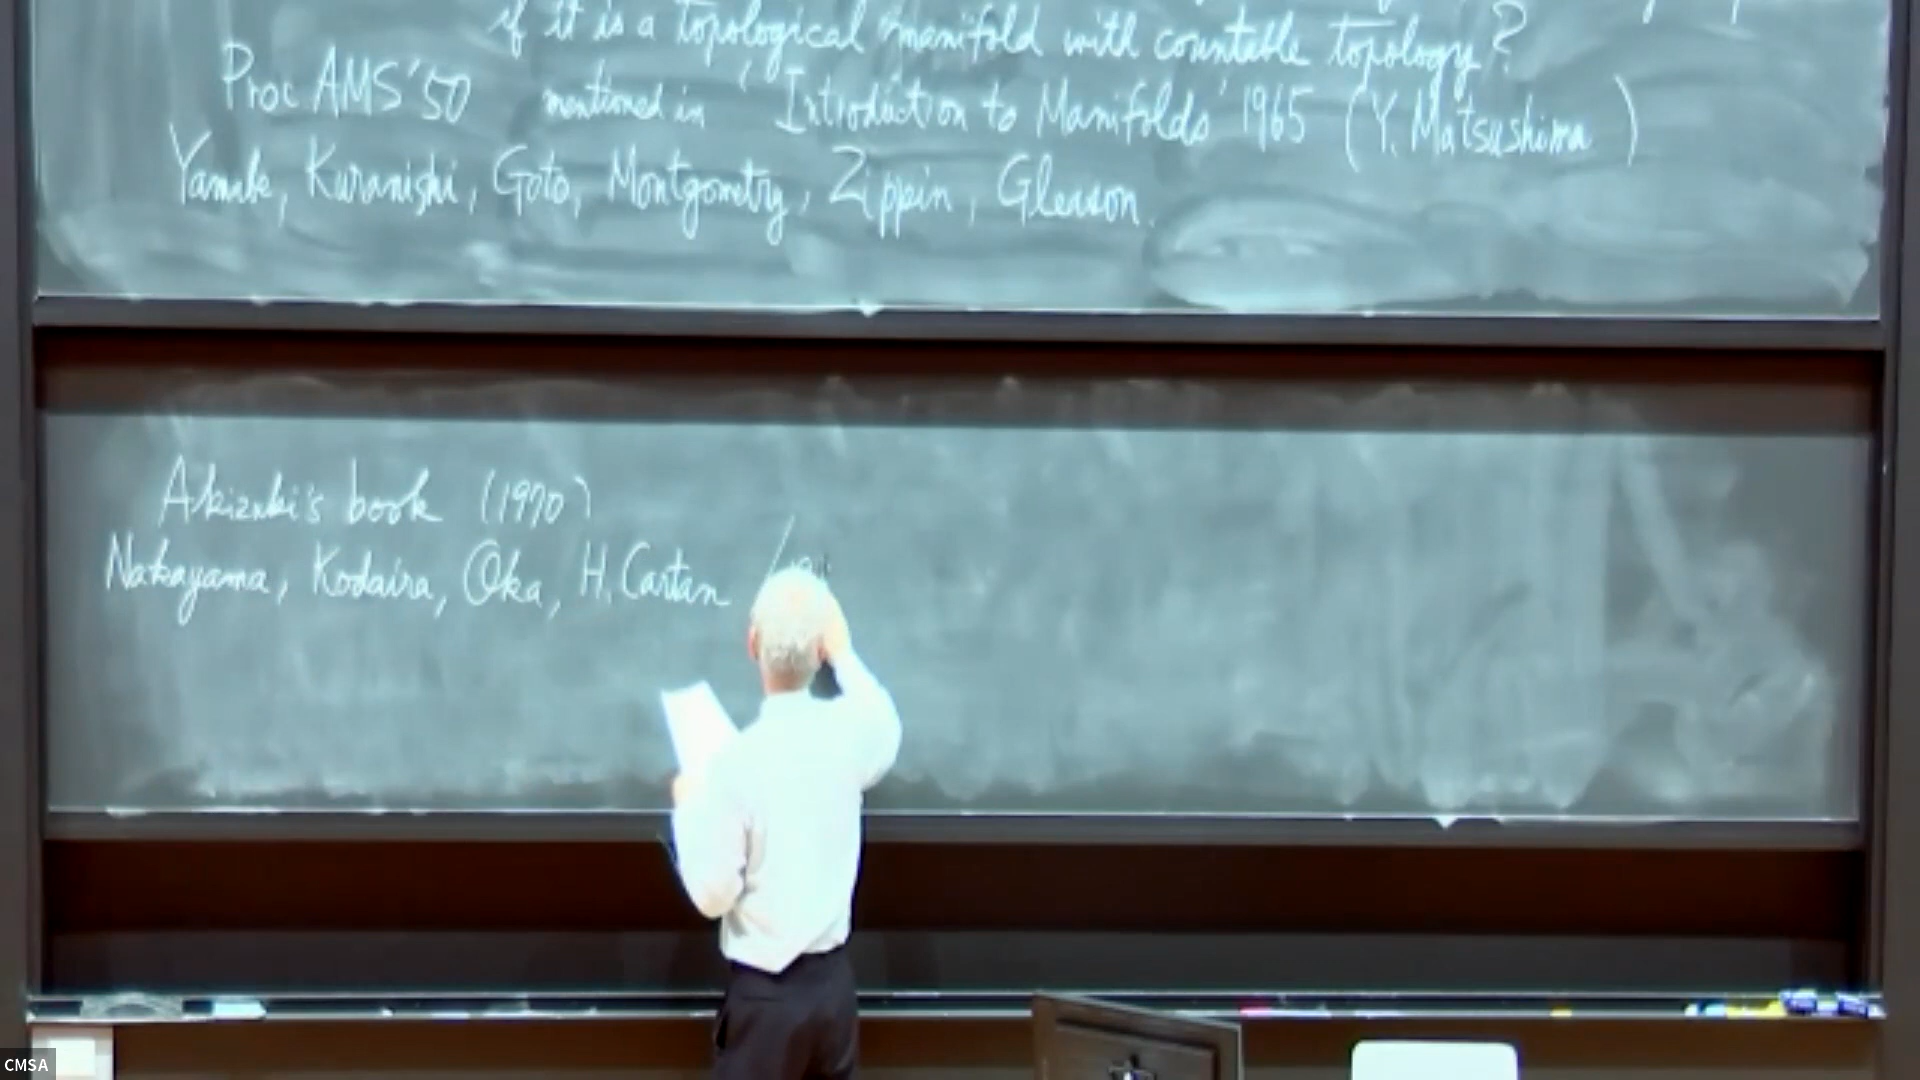 if it is a topological manifold with countable topology?
Proc AMS '50 mentioned in 'Introduction to Manifolds' 1965 (Y. Matsushima)
Yamabe, Kuranishi, Goto, Montgometry, Zippin, Gleason.
Akizuki's book (1970)
Nakayama, Kodaira, Oka, H. Cartan
CMSA